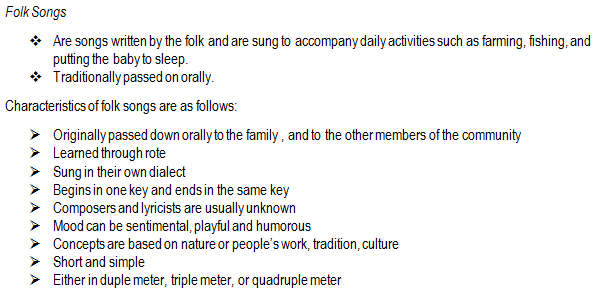 Folk Songs
❖ Are songs written by the folk and are sung to accompany daily activities such as farming, fishing, and
putting the baby to sleep.
❖ Traditionally passed on orally.
Characteristics of folk songs are as follows:
➢ Originally passed down orally to the family , and to the other members of the community
➢ Learned through rote
➢ Sung in their own dialect
➢ Begins in one key and ends in the same key
➢ Composers and lyricists are usually unknown
➢ Mood can be sentimental, playful and humorous
➢ Concepts are based on nature or people's work, tradition, culture
➢ Short and simple
➢ Either in duple meter, triple meter, or quadruple meter